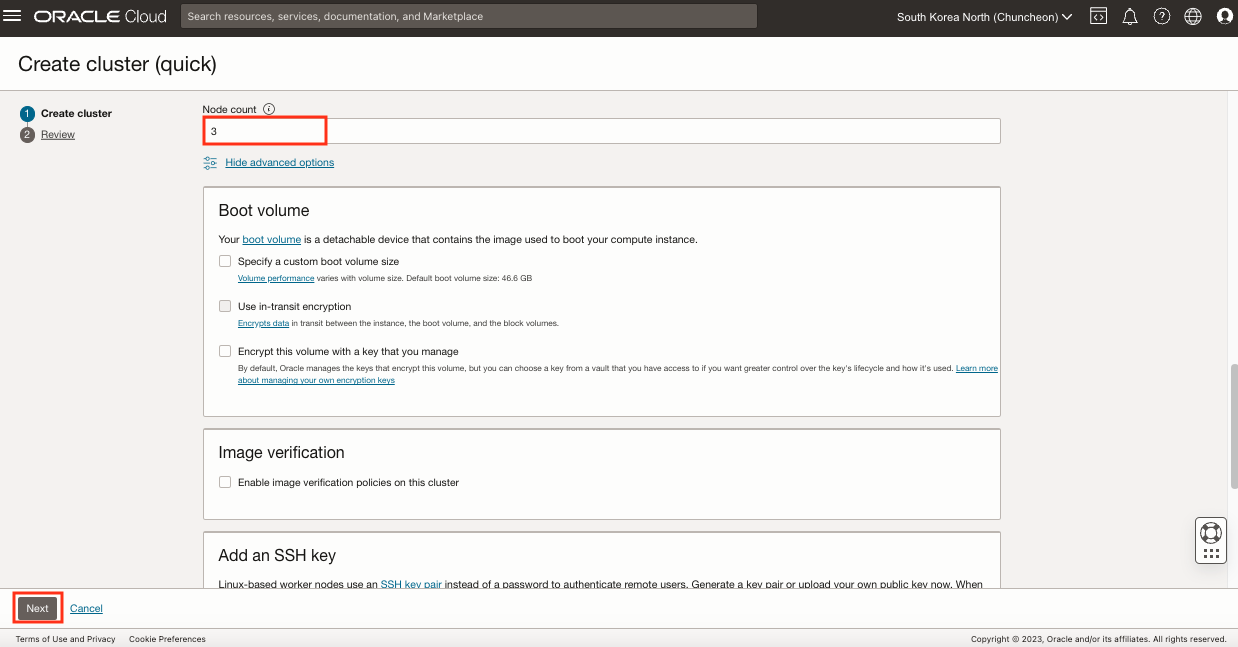 ORACLE Cloud
Search resources, services, documentation, and Marketplace
South Korea North (Chuncheon)
Create cluster (quick)
1 Create cluster
2 Review
Node count
3
Hide advanced options
Boot volume
Your boot volume is a detachable device that contains the image used to boot your compute instance.
Specify a custom boot volume size
Volume performance varies with volume size. Default boot volume size: 46.6 GB
Use in-transit encryption
Encrypts data in transit between the instance, the boot volume, and the block volumes.
Encrypt this volume with a key that you manage
By default, Oracle manages the keys that encrypt this volume, but you can choose a key from a vault that you have access to if you want greater control over the key's lifecycle and how it's used. Learn more
about managing your own encryption keys
Image verification
Enable image verification policies on this cluster
Add an SSH key
Linux-based worker nodes use an SSH key pair instead of a password to authenticate remote users. Generate a key pair or upload your own public key now. When
Next
Cancel
Terms of Use and Privacy
Cookie Preferences
Copyright © 2023, Oracle and/or its affiliates. All rights reserved.